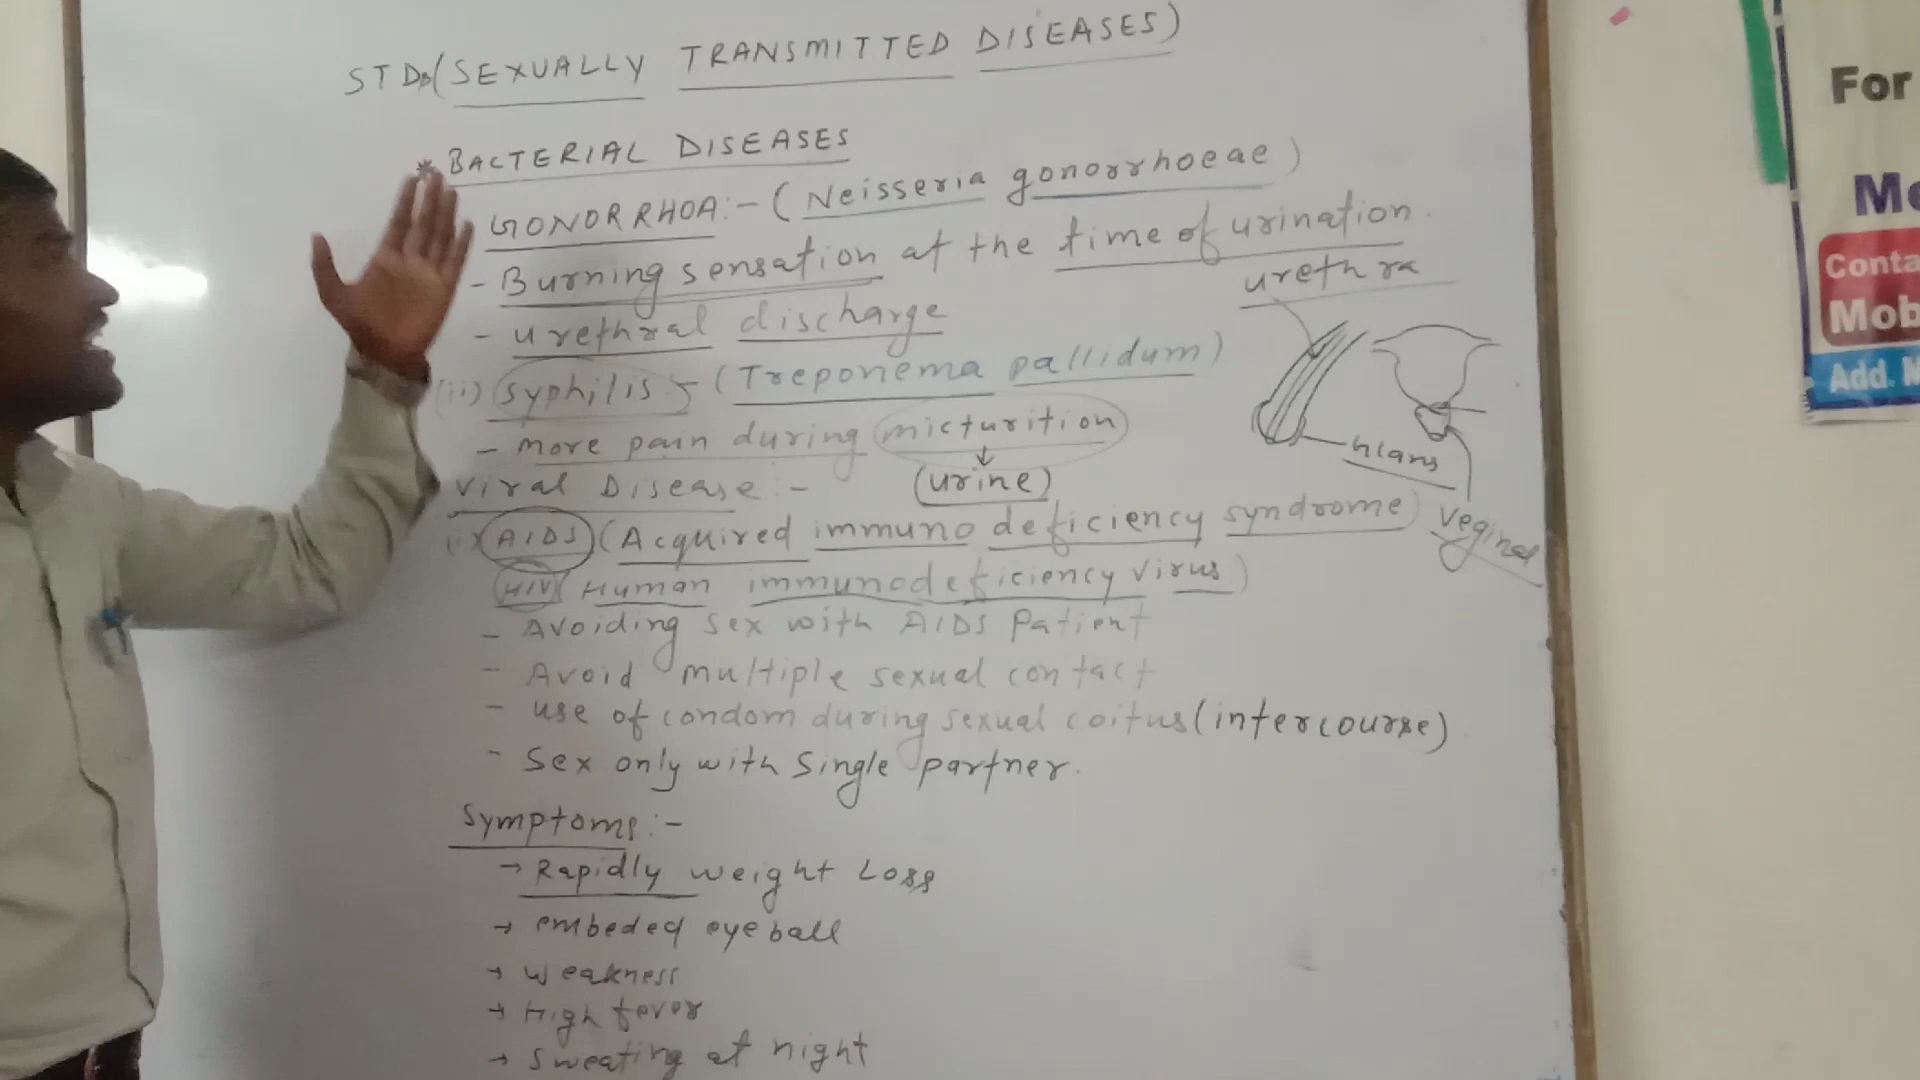 STDs (SEXUALLY TRANSMITTED DISEASES)
* BACTERIAL DISEASES
GONORRHOA:- (Neisseria gonorrhoeae)
- Burning sensation at the time of urination.
urethra
- urethral discharge
(ii) Syphilis - (Treponema pallidum)
- more pain during micturition
↓
(urine)
Viral Disease:-
(i) AIDS (Acquired immuno deficiency syndrome)
Veginal
HIV (Human immunodeficiency Virus)
- Avoiding sex with AIDS Patient
- Avoid multiple sexual contact
- use of condom during sexual coitus (intercourse)
- Sex only with Single partner.
Symptoms:-
→ Rapidly weight Loss
→ embeded eyeball
→ weakness
→ High fever
→ Sweating at night
For
Conta
Mob
Add.